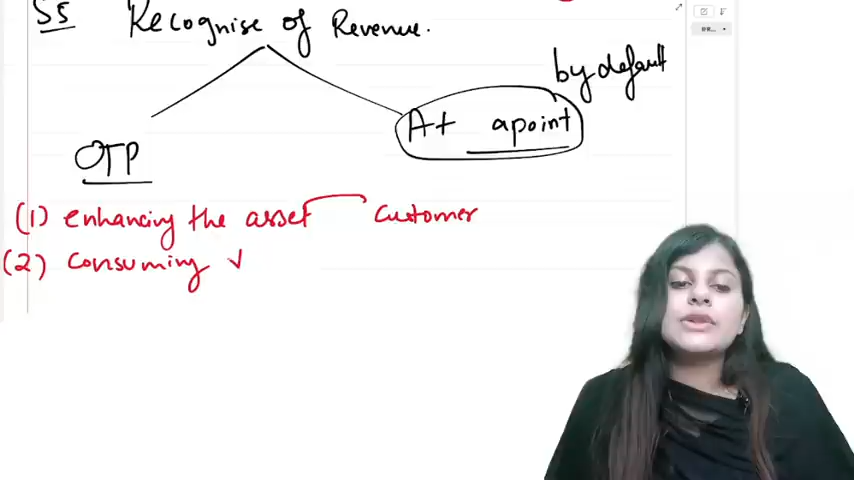 S5 Recognise of Revenue.
by default
At apoint
OTP
(1) enhancing the asset customer
(2) consuming ✓